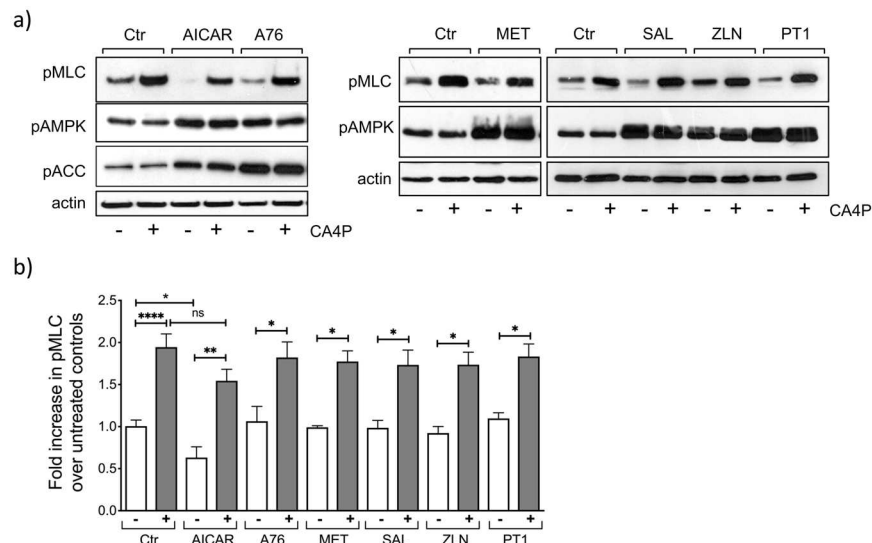 a)
Ctr AICAR A76
pMLC
pAMPK
pACC
actin
- + - + - + CA4P
Ctr MET Ctr SAL ZLN PT1
pMLC
pAMPK
actin
- + - + - + - + - + - + CA4P
b)
Fold increase in pMLC
over untreated controls
2.5
2.0
1.5
1.0
0.5
0.0
* **** ns ** * * * * *
- + - + - + - + - + - + - +
Ctr AICAR A76 MET SAL ZLN PT1